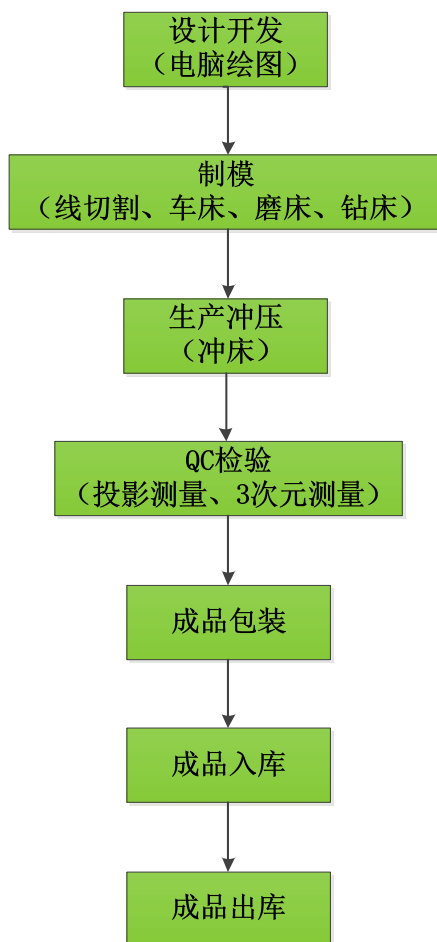 设计开发
（电脑绘图）
制模
（线切割、车床、磨床、钻床）
生产冲压
（冲床）
QC检验
（投影测量、3次元测量）
成品包装
成品入库
成品出库